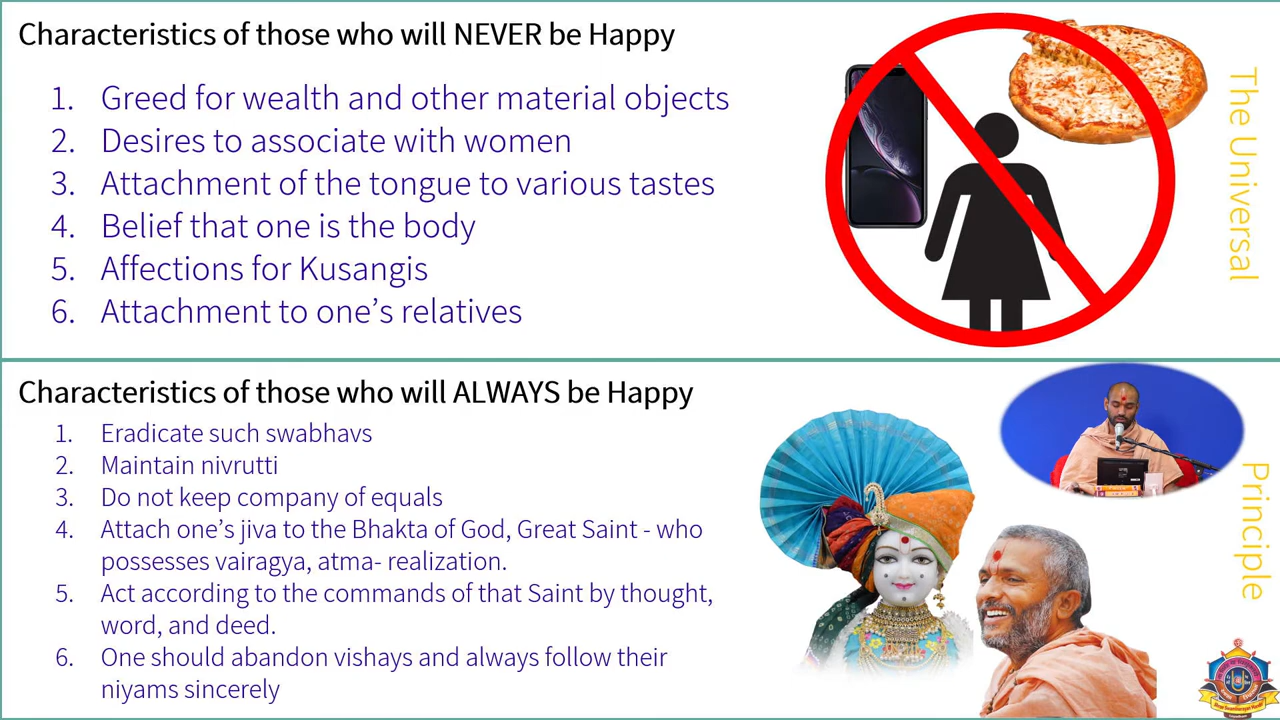 Characteristics of those who will NEVER be Happy
1. Greed for wealth and other material objects
2. Desires to associate with women
3. Attachment of the tongue to various tastes
4. Belief that one is the body
5. Affections for Kusangis
6. Attachment to one’s relatives
The Universal
Characteristics of those who will ALWAYS be Happy
1. Eradicate such swabhavs
2. Maintain nivrutti
3. Do not keep company of equals
4. Attach one’s jiva to the Bhakta of God, Great Saint - who
possesses vairagya, atma- realization.
5. Act according to the commands of that Saint by thought,
word, and deed.
6. One should abandon vishays and always follow their
niyams sincerely
Principle